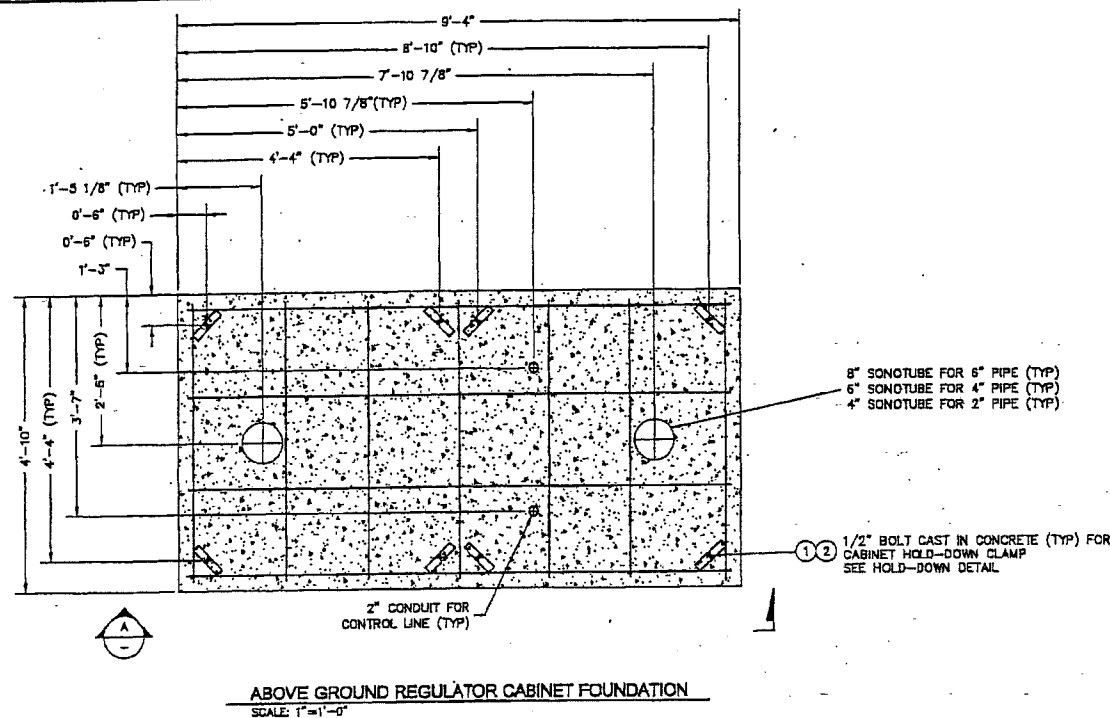 9'-4"
8'-10" (TYP)
7'-10 7/8"
5'-10 7/8"(TYP)
5'-0" (TYP)
4'-4" (TYP)
1'-5 1/8" (TYP)
0'-6" (TYP)
0'-6" (TYP)
1'-3"
4'-10"
4'-4" (TYP)
3'-7"
2'-6" (TYP)
8" SONOTUBE FOR 6" PIPE (TYP)
6" SONOTUBE FOR 4" PIPE (TYP)
4" SONOTUBE FOR 2" PIPE (TYP)
1 2 1/2" BOLT CAST IN CONCRETE (TYP) FOR
CABINET HOLD-DOWN CLAMP
SEE HOLD-DOWN DETAIL
2" CONDUIT FOR
CONTROL LINE (TYP)
A
-
ABOVE GROUND REGULATOR CABINET FOUNDATION
SCALE: 1"=1'-0"